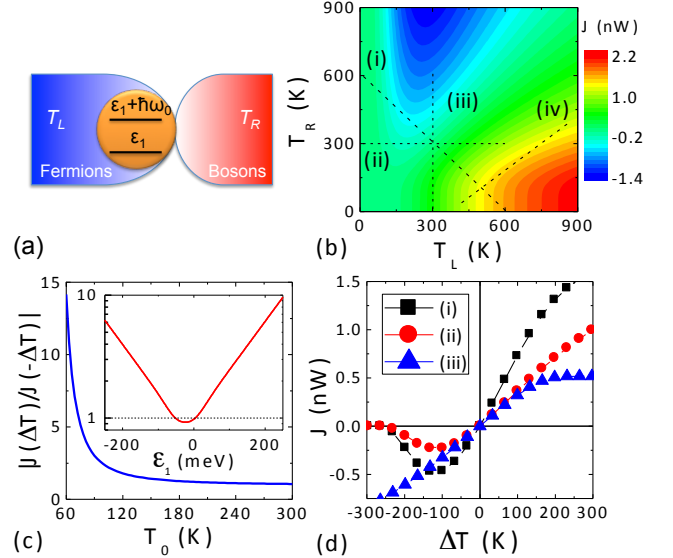 ε₁+ħω₀
T_L
T_R
ε₁
Fermions
Bosons
(a)
J (nW)
900
600
300
0
T_R (K)
(i)
(ii)
(iii)
(iv)
0 300 600 900
T_L (K)
2.2
1.0
-0.2
-1.4
(b)
15
10
5
0
|J (ΔT)/J (-ΔT)|
10
1
-200 0 200
ε₁ (meV)
60 120 180 240 300
T₀ (K)
(c)
1.5
1.0
0.5
0.0
-0.5
J (nW)
(i)
(ii)
(iii)
-300 -200 -100 0 100 200 300
ΔT (K)
(d)